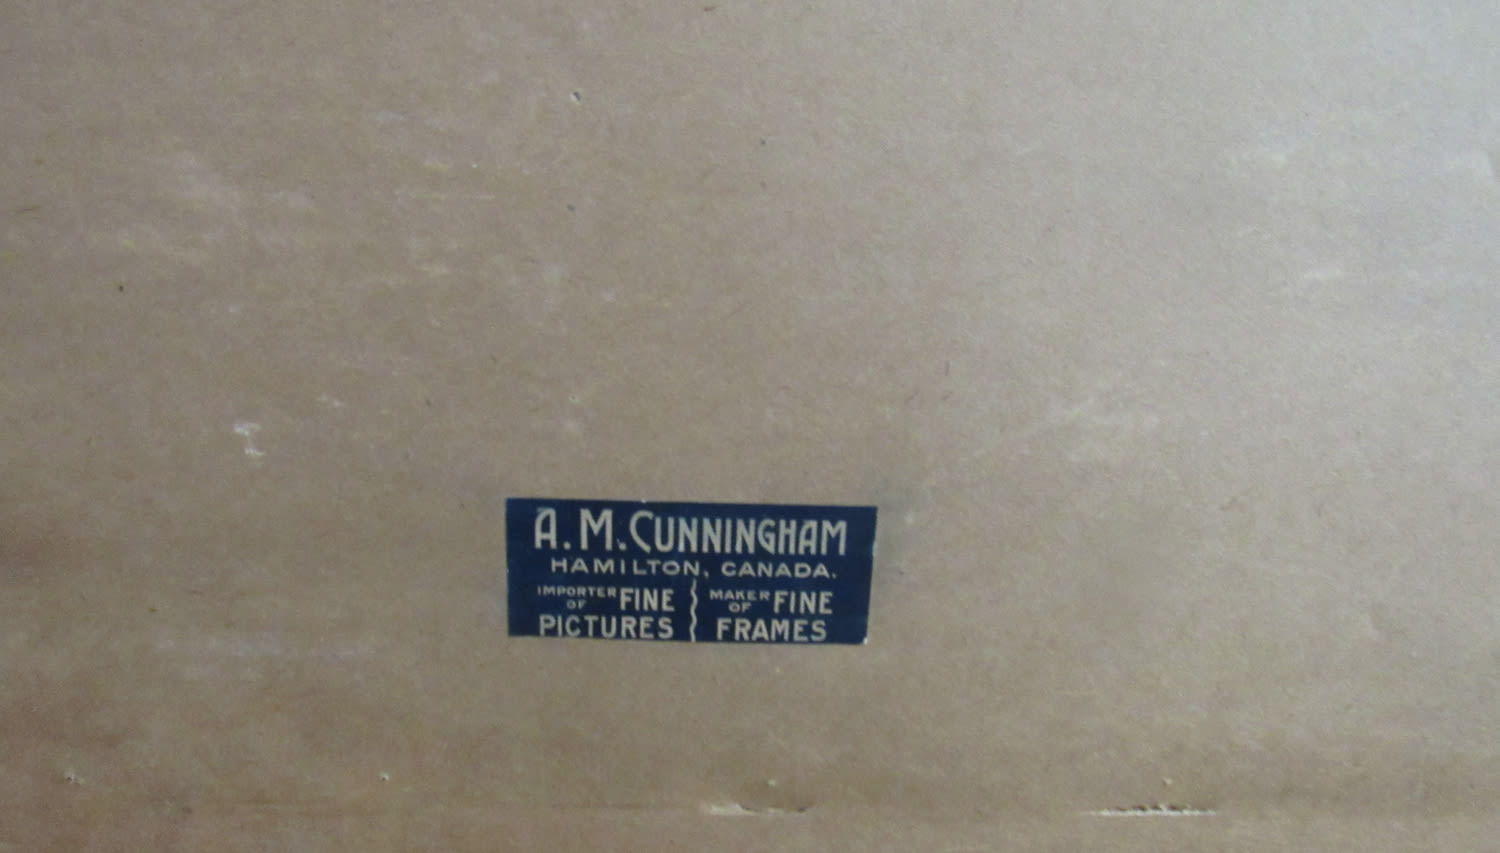 A. M. CUNNINGHAM
HAMILTON, CANADA.
IMPORTER OF FINE PICTURES
MAKER OF FINE FRAMES